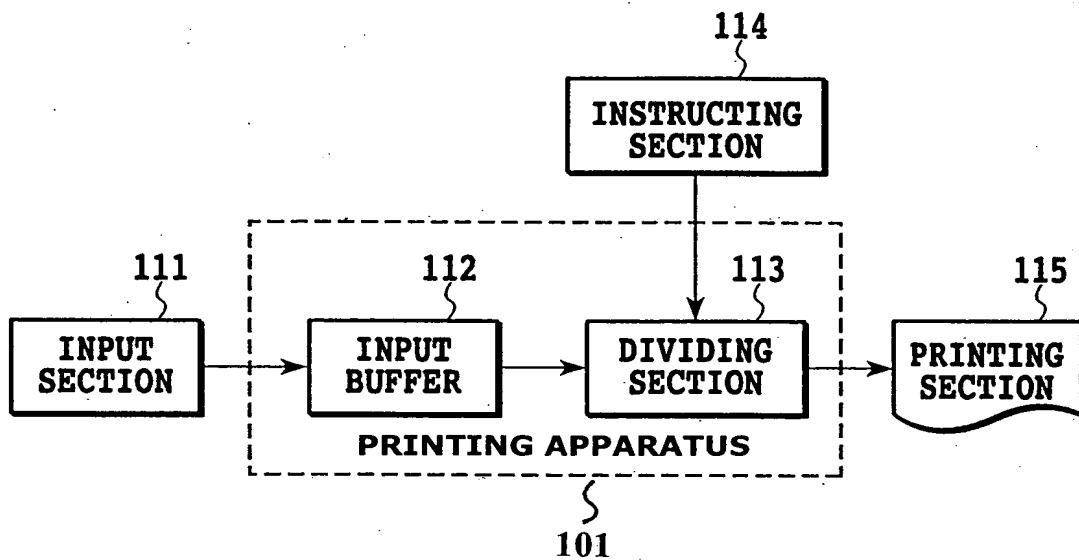 114
INSTRUCTING
SECTION
111
112
113
115
INPUT
SECTION
INPUT
BUFFER
DIVIDING
SECTION
PRINTING
SECTION
PRINTING APPARATUS
101